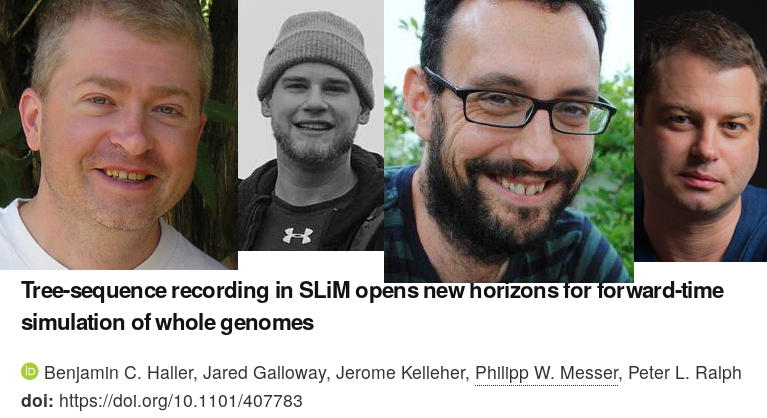 Tree-sequence recording in SLiM opens new horizons for forward-time
simulation of whole genomes
iD Benjamin C. Haller, Jared Galloway, Jerome Kelleher, Philipp W. Messer, Peter L. Ralph
doi: https://doi.org/10.1101/407783